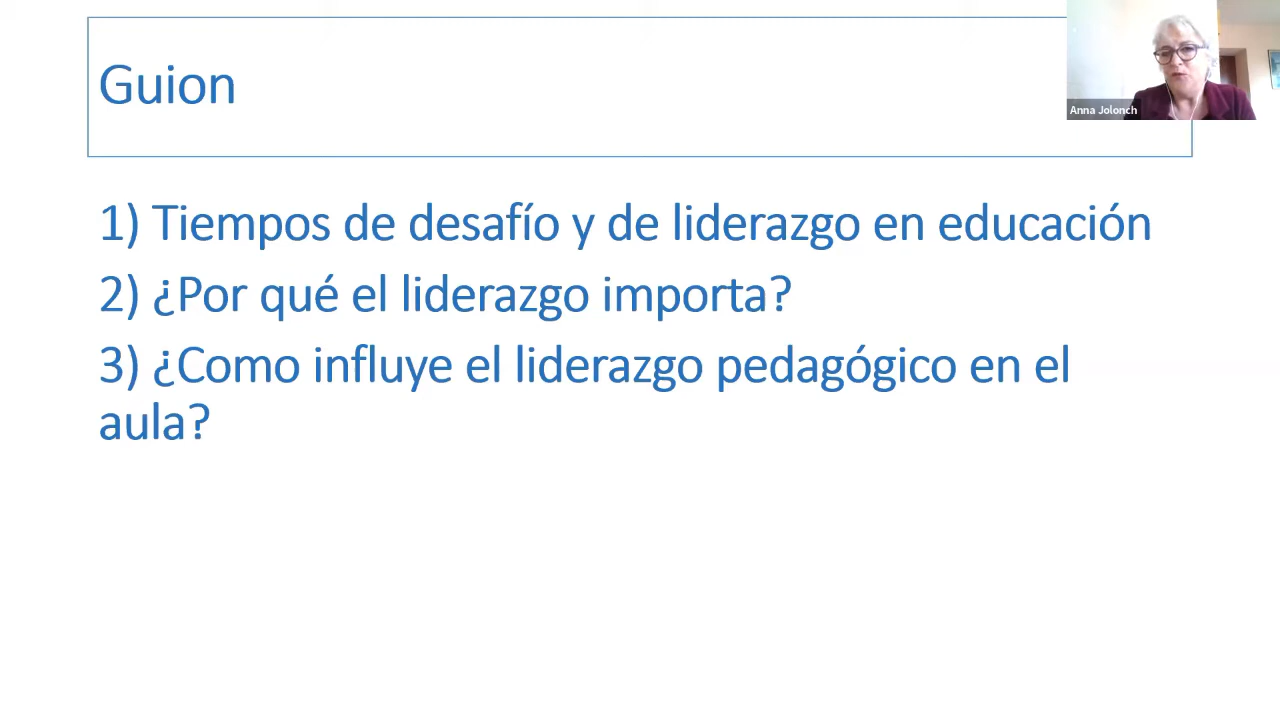 Guion
Anna Jolonch
1) Tiempos de desafío y de liderazgo en educación
2) ¿Por qué el liderazgo importa?
3) ¿Como influye el liderazgo pedagógico en el
aula?